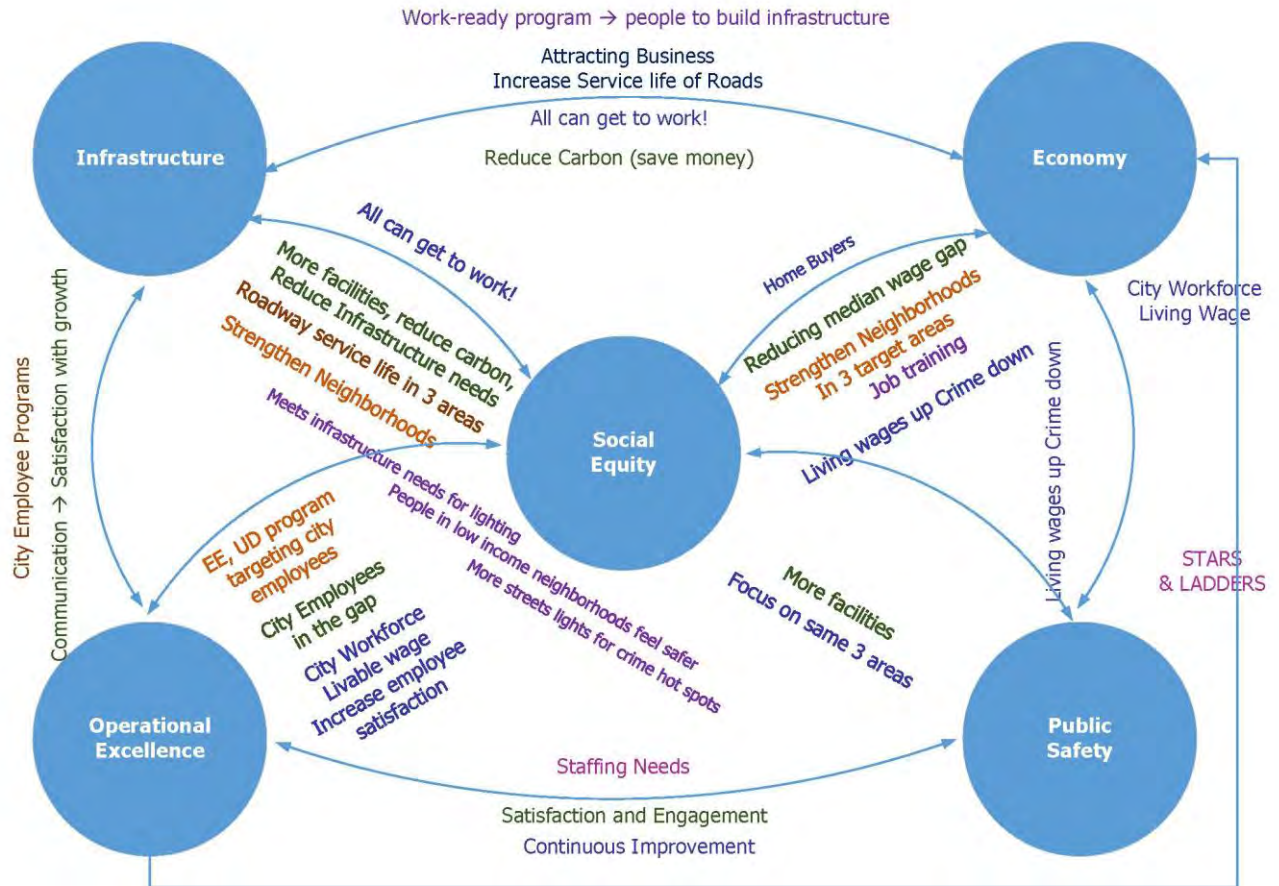 Work-ready program → people to build infrastructure
Attracting Business
Increase Service life of Roads
All can get to work!
Reduce Carbon (save money)
Infrastructure
Economy
All can get to work!
More facilities, reduce carbon,
Reduce Infrastructure needs
Roadway service life in 3 areas
Strengthen Neighborhoods
Meets infrastructure needs for lighting
People in low income neighborhoods feel safer
More streets lights for crime hot spots
Home Buyers
Reducing median wage gap
Strengthen Neighborhoods
In 3 target areas
Job training
Living wages up Crime down
City Workforce
Living Wage
Living wages up Crime down
STARS
& LADDERS
City Employee Programs
Communication → Satisfaction with growth
Social
Equity
EE, UD program
targeting city
employees
City Employees
in the gap
City Workforce
Livable wage
Increase employee
satisfaction
More facilities
Focus on same 3 areas
Operational
Excellence
Public
Safety
Staffing Needs
Satisfaction and Engagement
Continuous Improvement